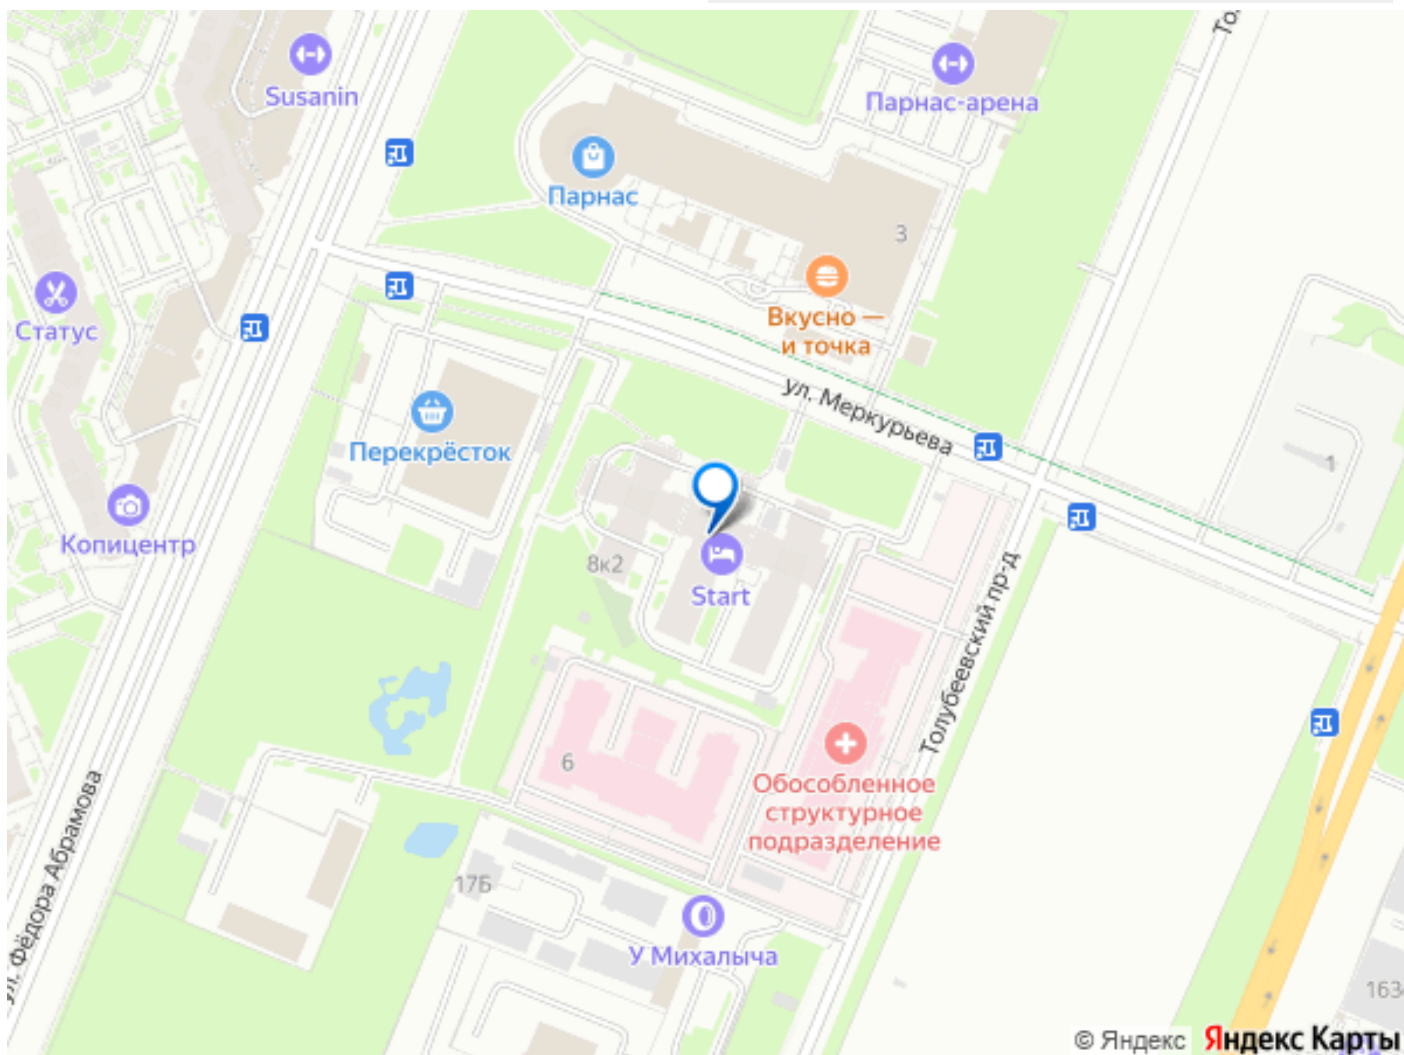 То
Susanin
Парнас-арена
Парнас
3
Статус
Вкусно —
и точка
ул. Меркурьева
Перекрёсток
1
Копицентр
8к2
Start
Толубеевский пр-д
6
Обособленное
структурное
подразделение
ул. Фёдора Абрамова
17Б
У Михалыча
163
© Яндекс Яндекс Карты